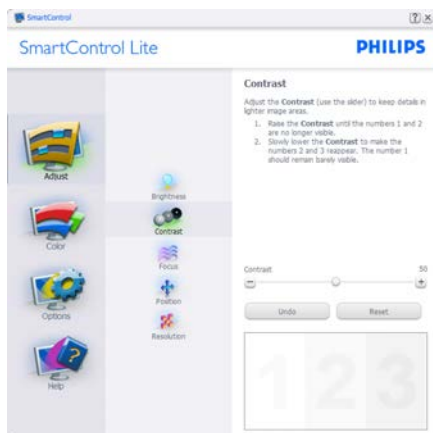 SmartControl
SmartControl Lite
PHILIPS
Adjust
Color
Options
Help
Brightness
Contrast
Focus
Position
Resolution
Contrast
Adjust the Contrast (use the slider) to keep details in
lighter image areas.
1. Raise the Contrast until the numbers 1 and 2
are no longer visible.
2. Slowly lower the Contrast to make the
numbers 2 and 3 reappear. The number 1
should remain barely visible.
Contrast 50
Undo Reset
1 2 3